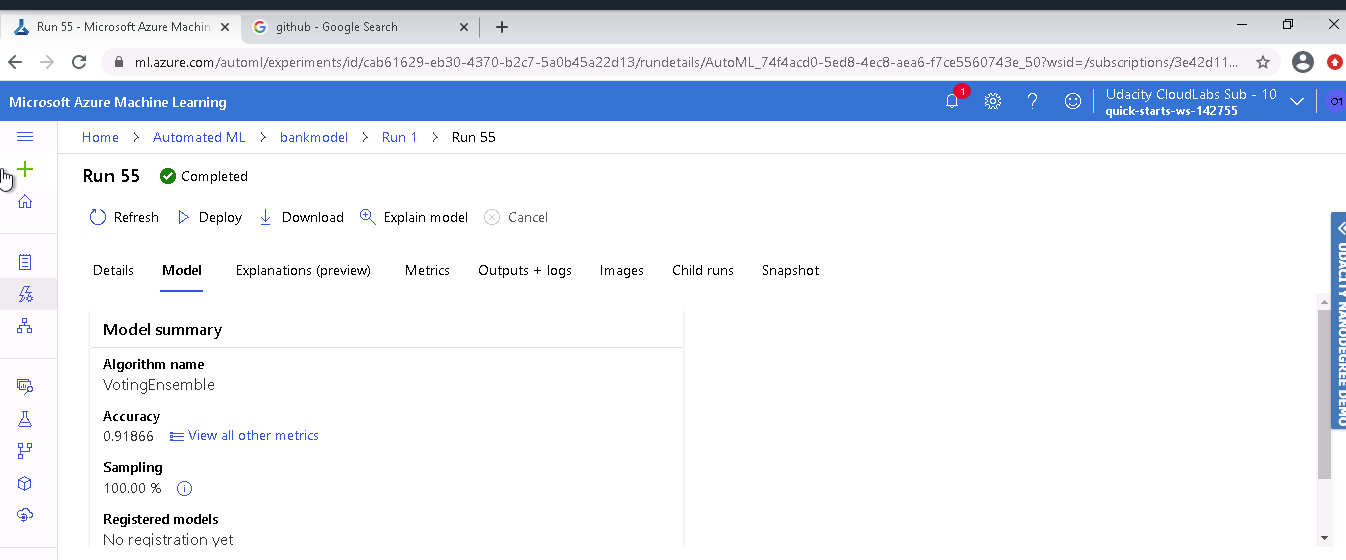 Run 55 - Microsoft Azure Machin
github - Google Search
ml.azure.com/automl/experiments/id/cab61629-eb30-4370-b2c7-5a0b45a22d13/rundetails/AutoML_74f4acd0-5ed8-4ec8-aea6-f7ce5560743e_50?wsid=/subscriptions/3e42d11...
Microsoft Azure Machine Learning
1
?
Udacity CloudLabs Sub - 10
quick-starts-ws-142755
O1
Home > Automated ML > bankmodel > Run 1 > Run 55
Run 55 Completed
Refresh Deploy Download Explain model Cancel
Details Model Explanations (preview) Metrics Outputs + logs Images Child runs Snapshot
UDACITY NANODEGREE DEMO
Model summary
Algorithm name
VotingEnsemble
Accuracy
0.91866 View all other metrics
Sampling
100.00 %
Registered models
No registration yet